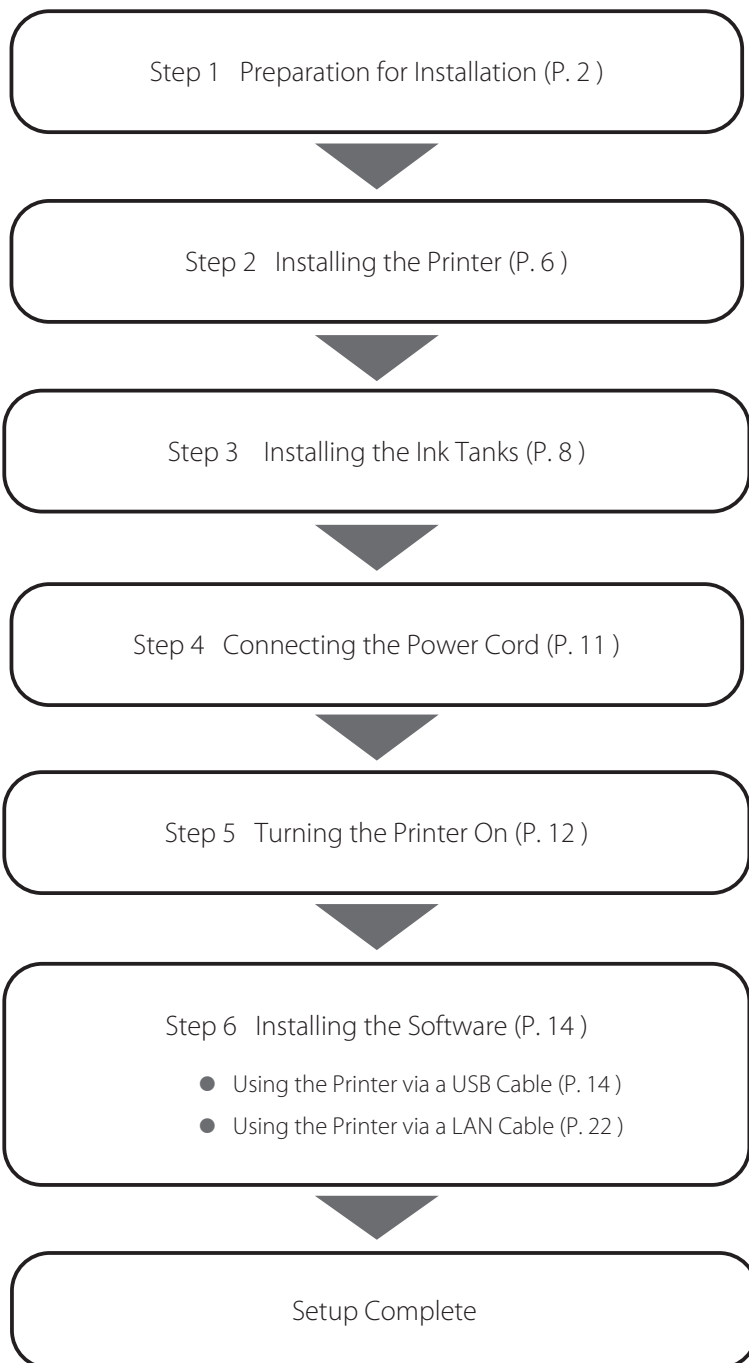 Step 1 Preparation for Installation (P. 2 )
Step 2 Installing the Printer (P. 6 )
Step 3 Installing the Ink Tanks (P. 8 )
Step 4 Connecting the Power Cord (P. 11 )
Step 5 Turning the Printer On (P. 12 )
Step 6 Installing the Software (P. 14 )
● Using the Printer via a USB Cable (P. 14 )
● Using the Printer via a LAN Cable (P. 22 )
Setup Complete